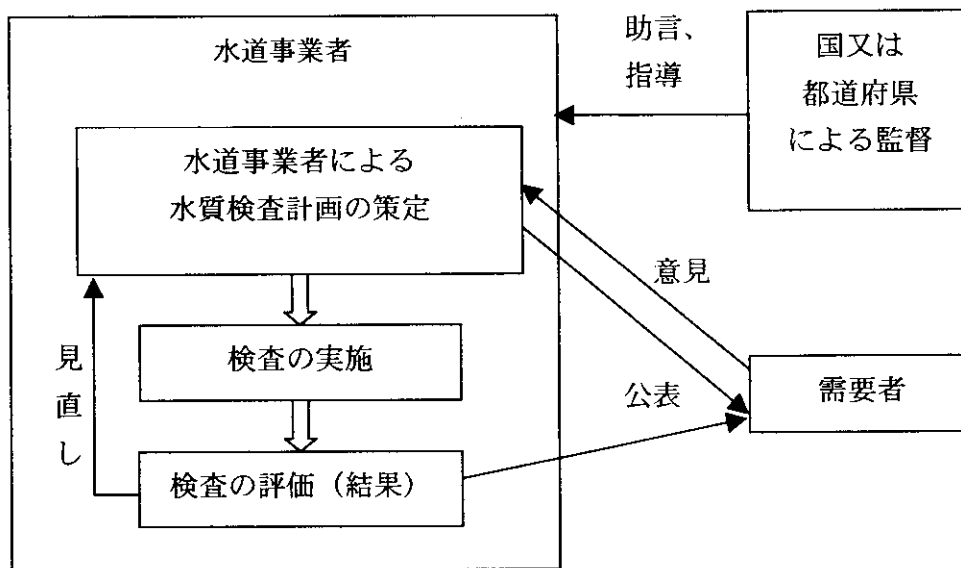 水道事業者
水道事業者による
水質検査計画の策定
検査の実施
検査の評価（結果）
見直し
助言、
指導
国又は
都道府県
による監督
意見
公表
需要者